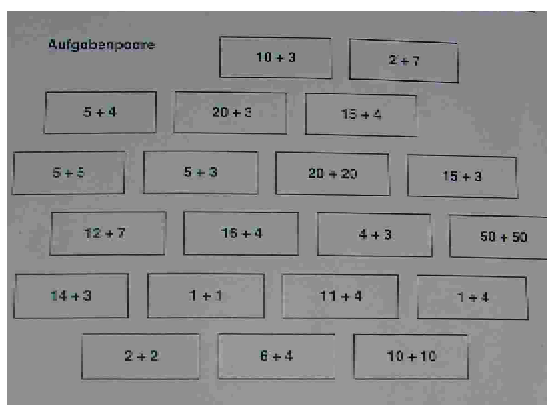 Aufgabenpaare 10 + 3 2 + 7
5 + 4 20 + 3 15 + 4
5 + 5 5 + 3 20 + 20 15 + 3
12 + 7 16 + 4 4 + 3 50 + 50
14 + 3 1 + 1 11 + 4 1 + 4
2 + 2 6 + 4 10 + 10